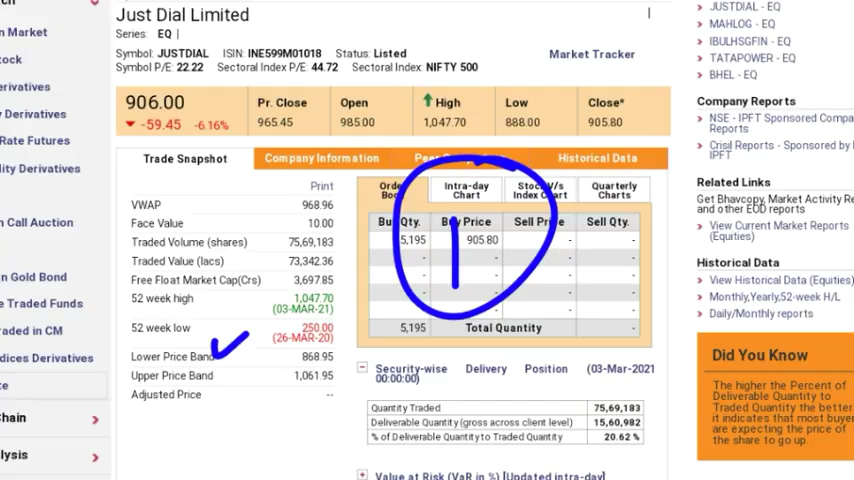 n Market
tock
erivatives
y Derivatives
Rate Futures
lity Derivatives
n Call Auction
n Gold Bond
e Traded Funds
raded in CM
dices Derivatives
te
Chain
lysis
Just Dial Limited
Series: EQ |
Symbol: JUSTDIAL ISIN: INE599M01018 Status: Listed
Symbol P/E: 22.22 Sectoral Index P/E: 44.72 Sectoral Index: NIFTY 500
Market Tracker
906.00 Pr. Close Open High Low Close*
-59.45 -6.16% 965.45 985.00 1,047.70 888.00 905.80
Trade Snapshot Company Information Historical Data
Print
VWAP 968.96
Face Value 10.00
Traded Volume (shares) 75,69,183
Traded Value (lacs) 73,342.36
Free Float Market Cap(Crs) 3,697.85
52 week high 1,047.70
(03-MAR-21)
52 week low 250.00
(26-MAR-20)
Lower Price Band 868.95
Upper Price Band 1,061.95
Adjusted Price --
Order Book Intra-day Chart Stock V/s Index Chart Quarterly Charts
Buy Qty. Buy Price Sell Price Sell Qty.
5,195 905.80 - -
- - - -
- - - -
- - - -
- - - -
5,195 Total Quantity -
Security-wise Delivery Position (03-Mar-2021
00:00:00)
Quantity Traded 75,69,183
Deliverable Quantity (gross across client level) 15,60,982
% of Deliverable Quantity to Traded Quantity 20.62 %
Value at Risk (VaR in %) [Updated intra-day]
JUSTDIAL - EQ
MAHLOG - EQ
IBULHSGFIN - EQ
TATAPOWER - EQ
BHEL - EQ
Company Reports
NSE - IPFT Sponsored Compa
Reports
Crisil Reports - Sponsored by
IPFT
Related Links
Get Bhavcopy, Market Activity Re
and other EOD reports
View Current Market Reports
(Equities)
Historical Data
View Historical Data (Equities)
Monthly,Yearly,52-week H/L
Daily/Monthly reports
Did You Know
The higher the Percent of
Deliverable Quantity to
Traded Quantity the better
it indicates that most buyer
are expecting the price of
the share to go up.